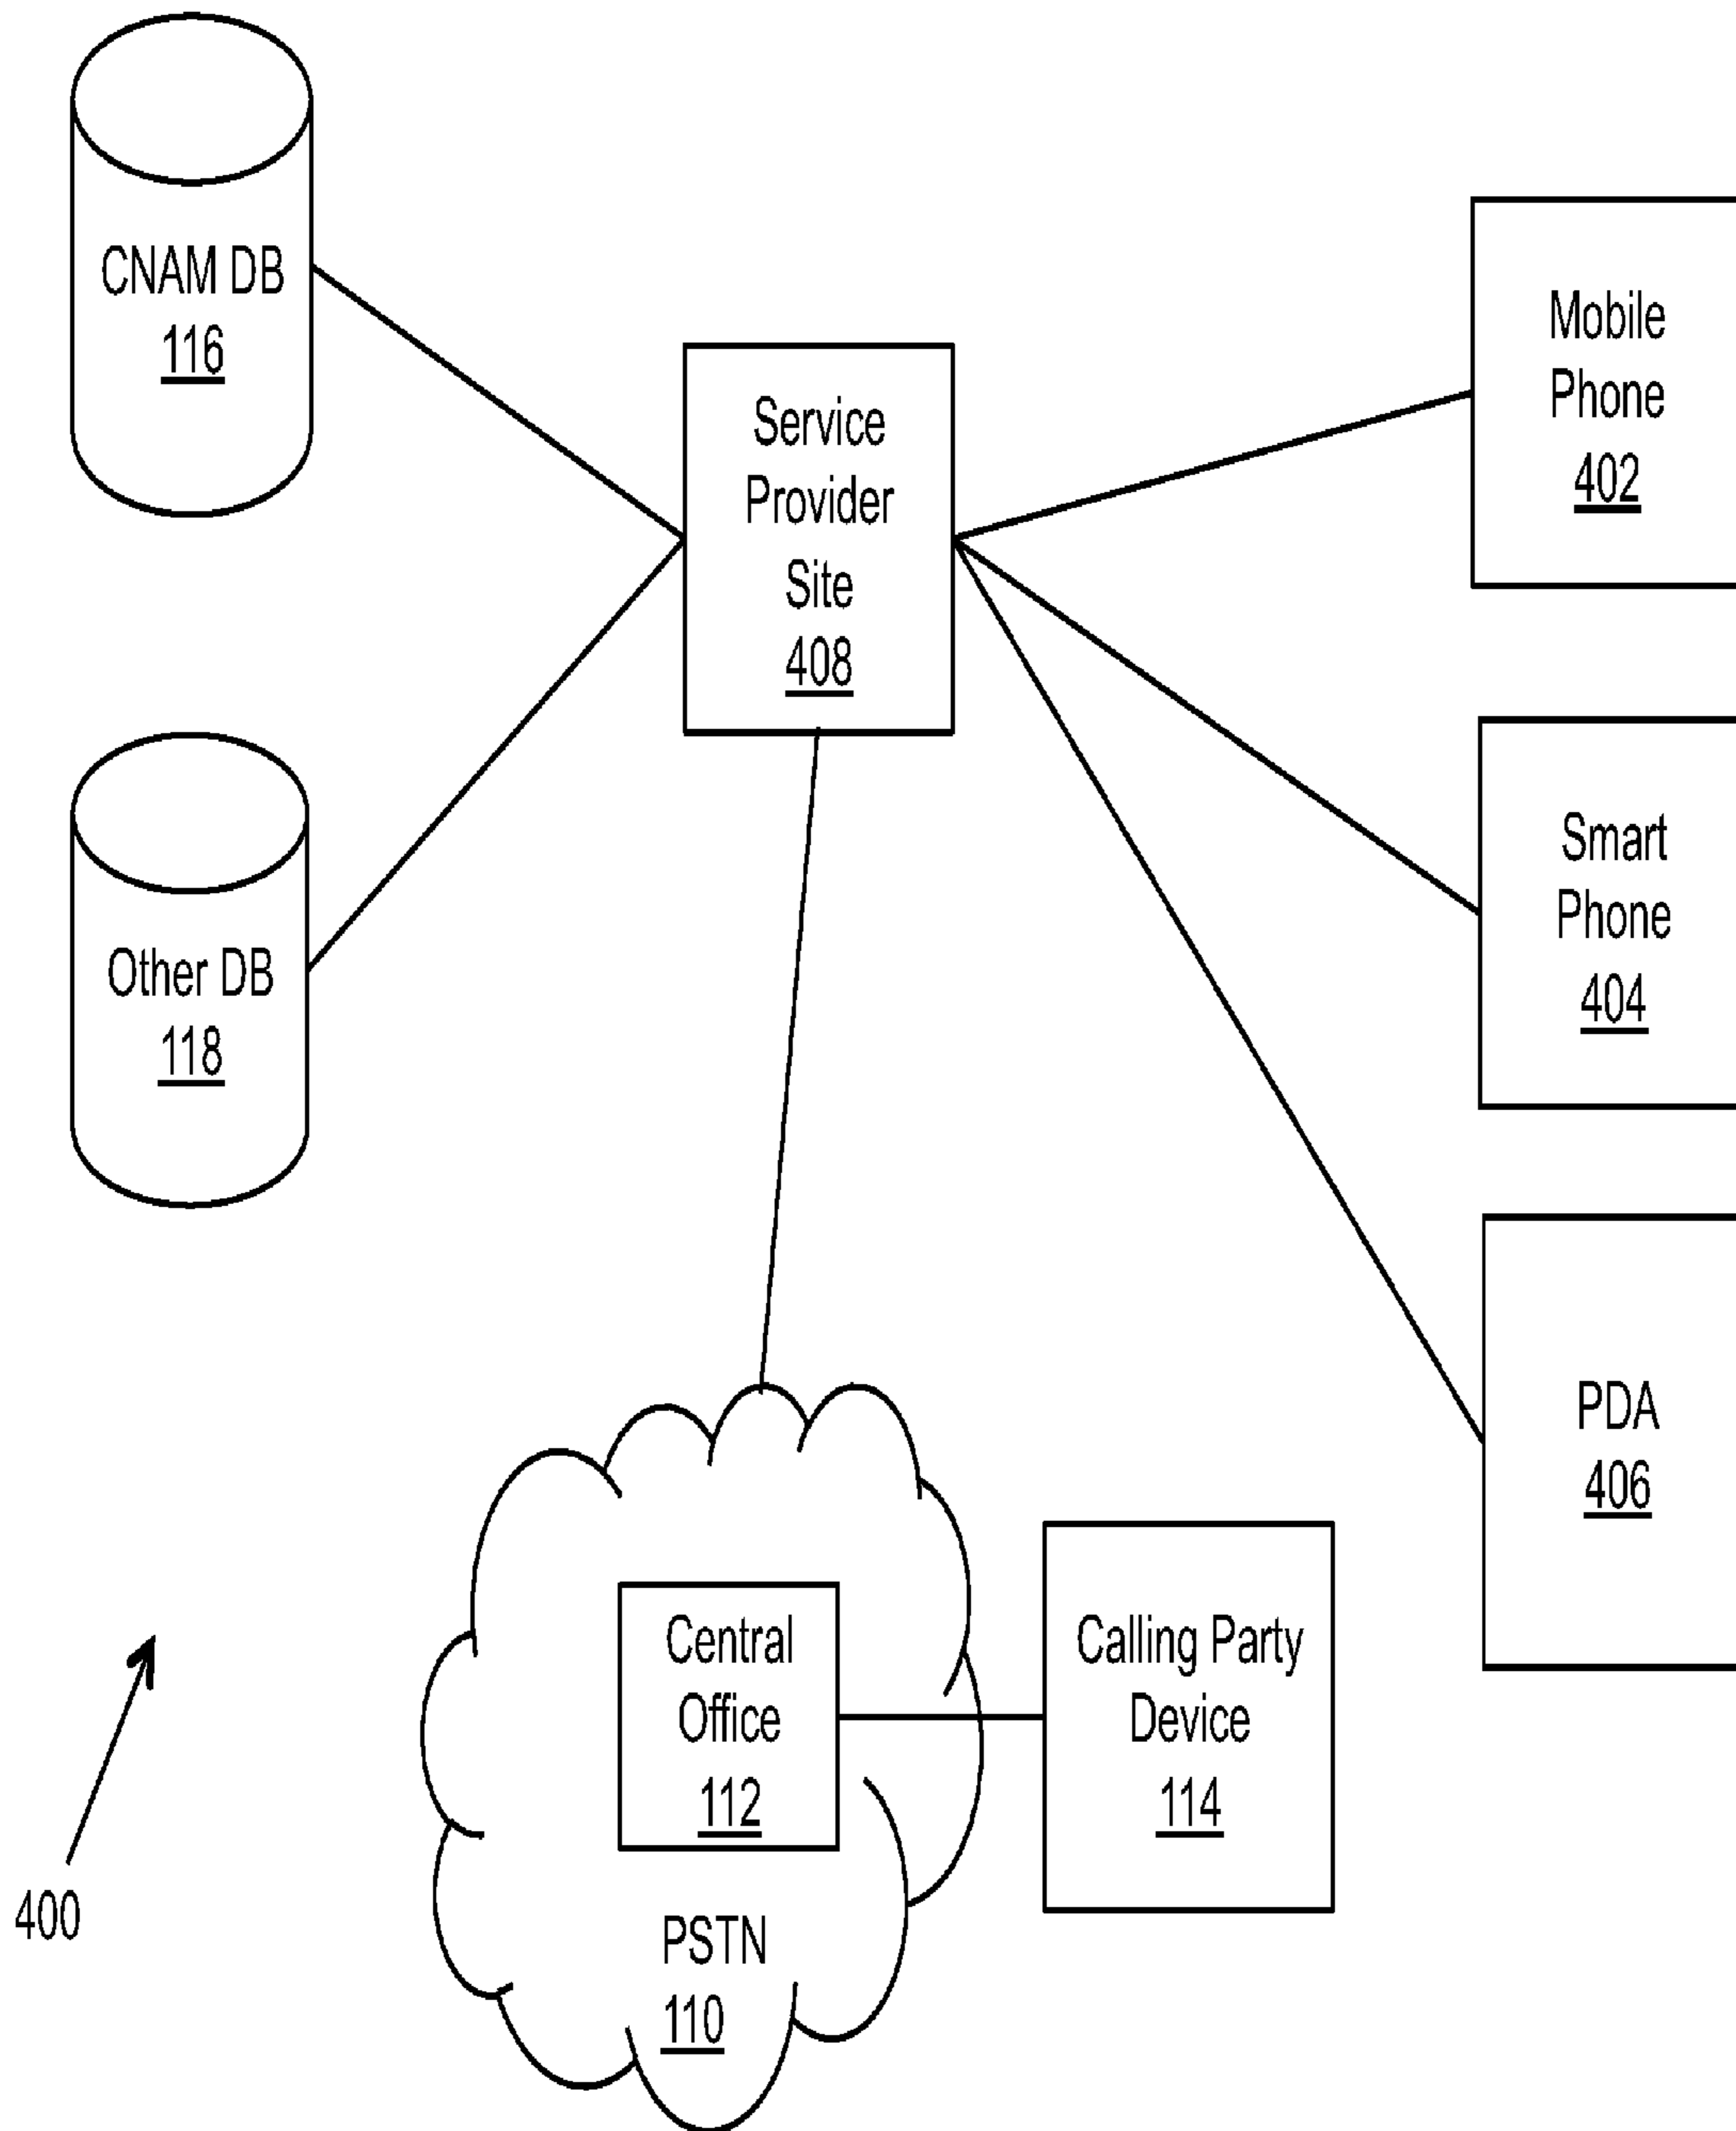 CNAM DB
116
Service
Provider
Site
408
Mobile
Phone
402
Other DB
118
Smart
Phone
404
PDA
406
Central
Office
112
Calling Party
Device
114
PSTN
110
400